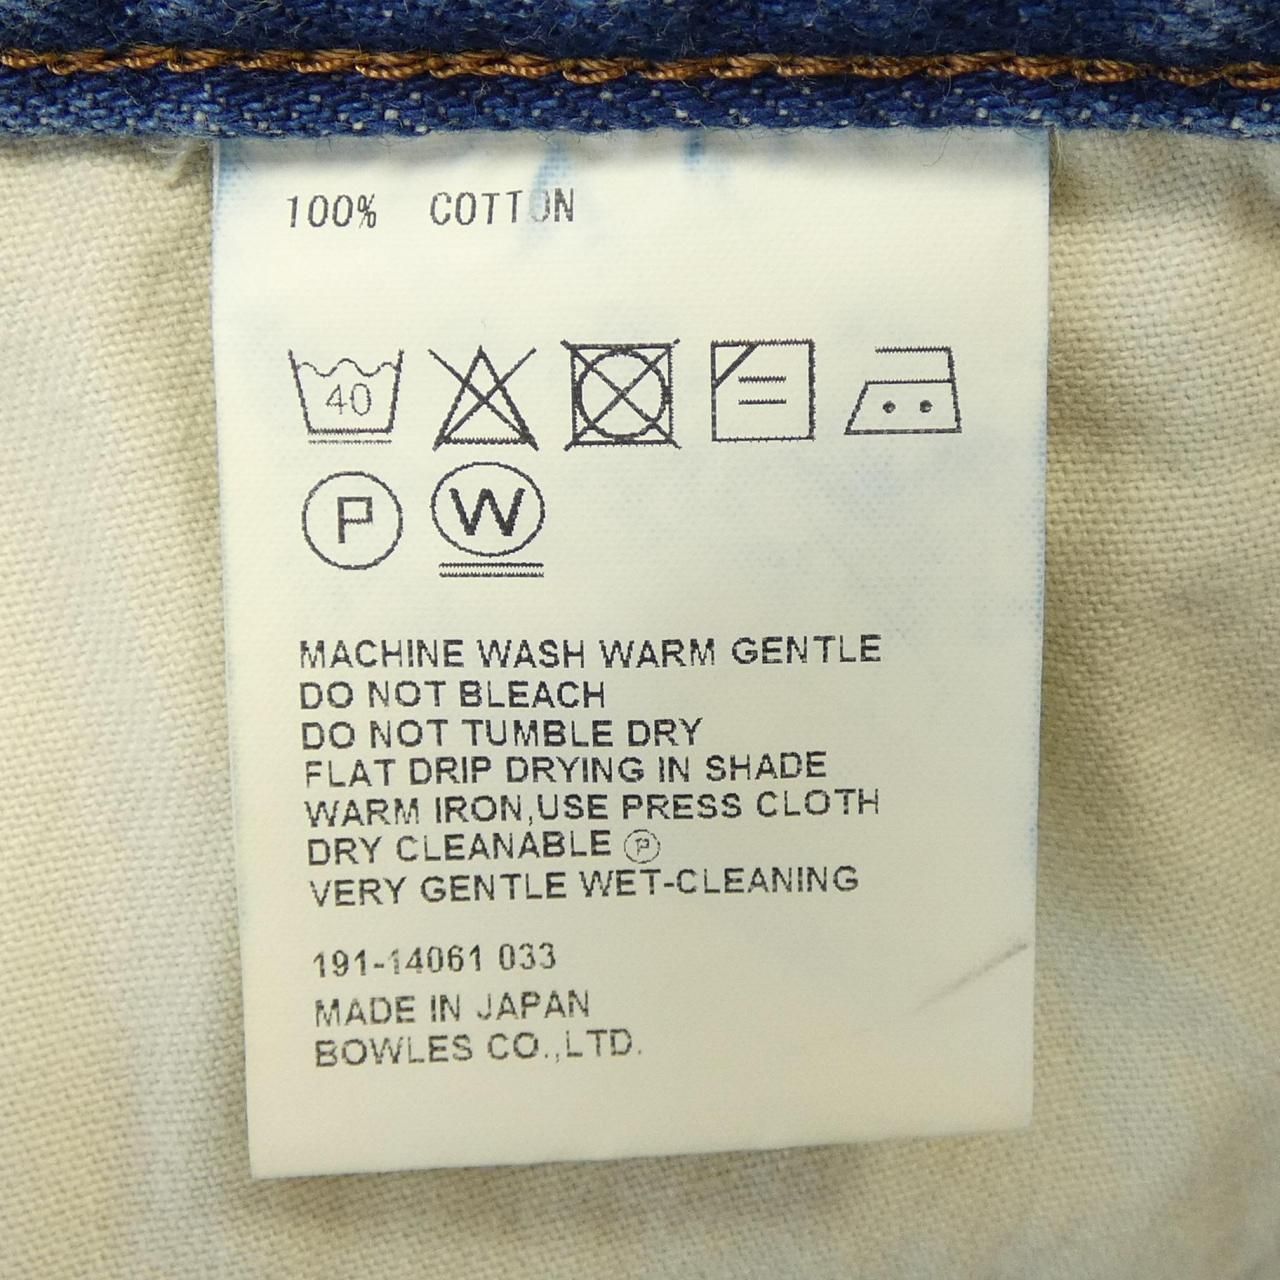 100% COTTON
40
P W
MACHINE WASH WARM GENTLE
DO NOT BLEACH
DO NOT TUMBLE DRY
FLAT DRIP DRYING IN SHADE
WARM IRON,USE PRESS CLOTH
DRY CLEANABLE Ⓟ
VERY GENTLE WET-CLEANING
191-14061 033
MADE IN JAPAN
BOWLES CO.,LTD.